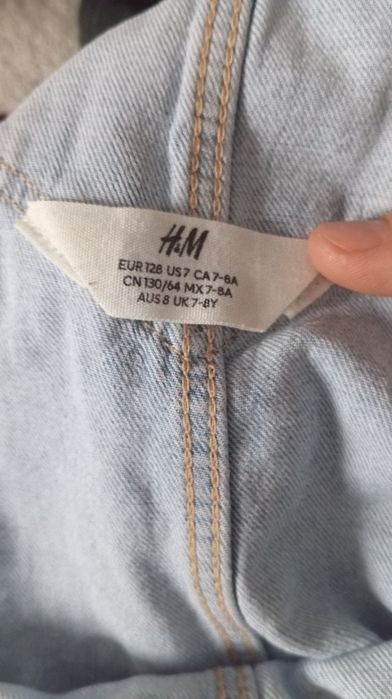 H&M
EUR 128 US 7 CA 7-8A
CN 130/64 MX 7-8A
AUS 8 UK 7-8Y